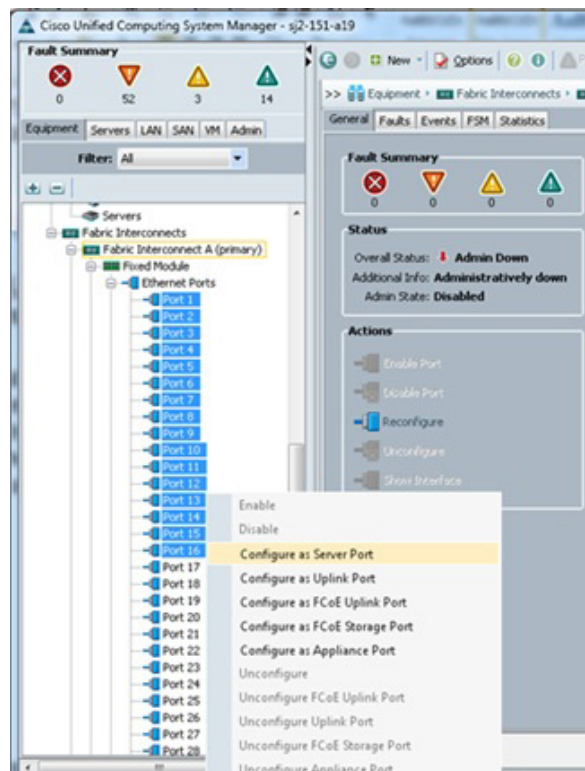 Cisco Unified Computing System Manager - sj2-151-a19
Fault Summary
0 52 3 14
Equipment Servers LAN SAN VM Admin
Filter: All
Servers
Fabric Interconnects
Fabric Interconnect A (primary)
Fixed Module
Ethernet Ports
Port 1
Port 2
Port 3
Port 4
Port 5
Port 6
Port 7
Port 8
Port 9
Port 10
Port 11
Port 12
Port 13
Port 14
Port 15
Port 16
Port 17
Port 18
Port 19
Port 20
Port 21
Port 22
Port 23
Port 24
Port 25
Port 26
Port 27
Port 28
New Options
>> Equipment Fabric Interconnects
General Faults Events FSM Statistics
Fault Summary
0 0 0 0
Status
Overall Status: Admin Down
Additional Info: Administratively down
Admin State: Disabled
Actions
Enable Port
Disable Port
Reconfigure
Unconfigure
Show Interface
Enable
Disable
Configure as Server Port
Configure as Uplink Port
Configure as FCoE Uplink Port
Configure as FCoE Storage Port
Configure as Appliance Port
Unconfigure
Unconfigure FCoE Uplink Port
Unconfigure Uplink Port
Unconfigure FCoE Storage Port
Unconfigure Appliance Port